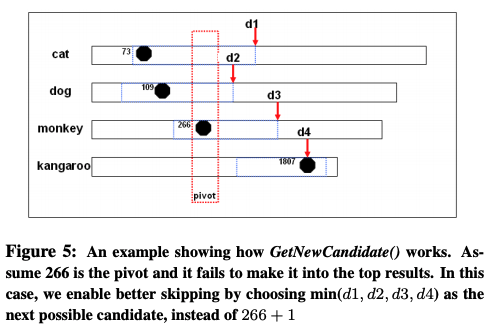 d1
cat 73
d2
dog 109
d3
monkey 266
d4
kangaroo 1807
pivot
Figure 5: An example showing how GetNewCandidate() works. As-
sume 266 is the pivot and it fails to make it into the top results. In this
case, we enable better skipping by choosing min(d1, d2, d3, d4) as the
next possible candidate, instead of 266 + 1